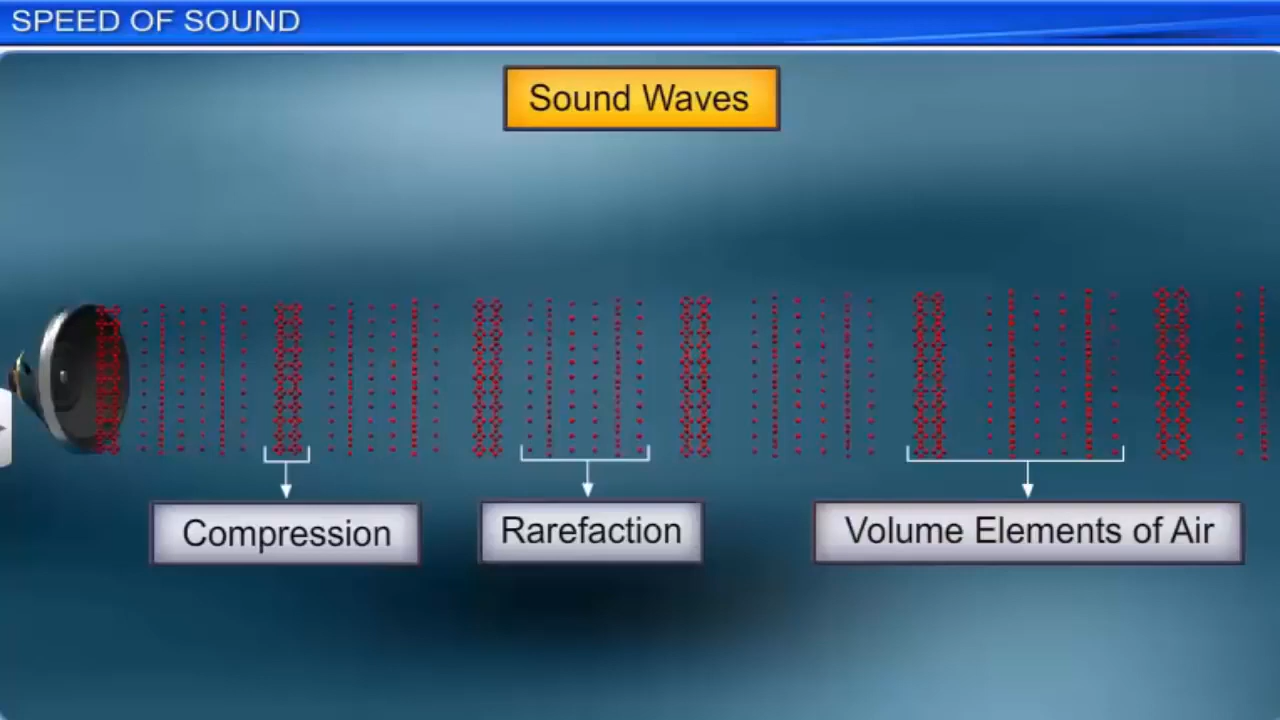 SPEED OF SOUND
Sound Waves
Compression
Rarefaction
Volume Elements of Air